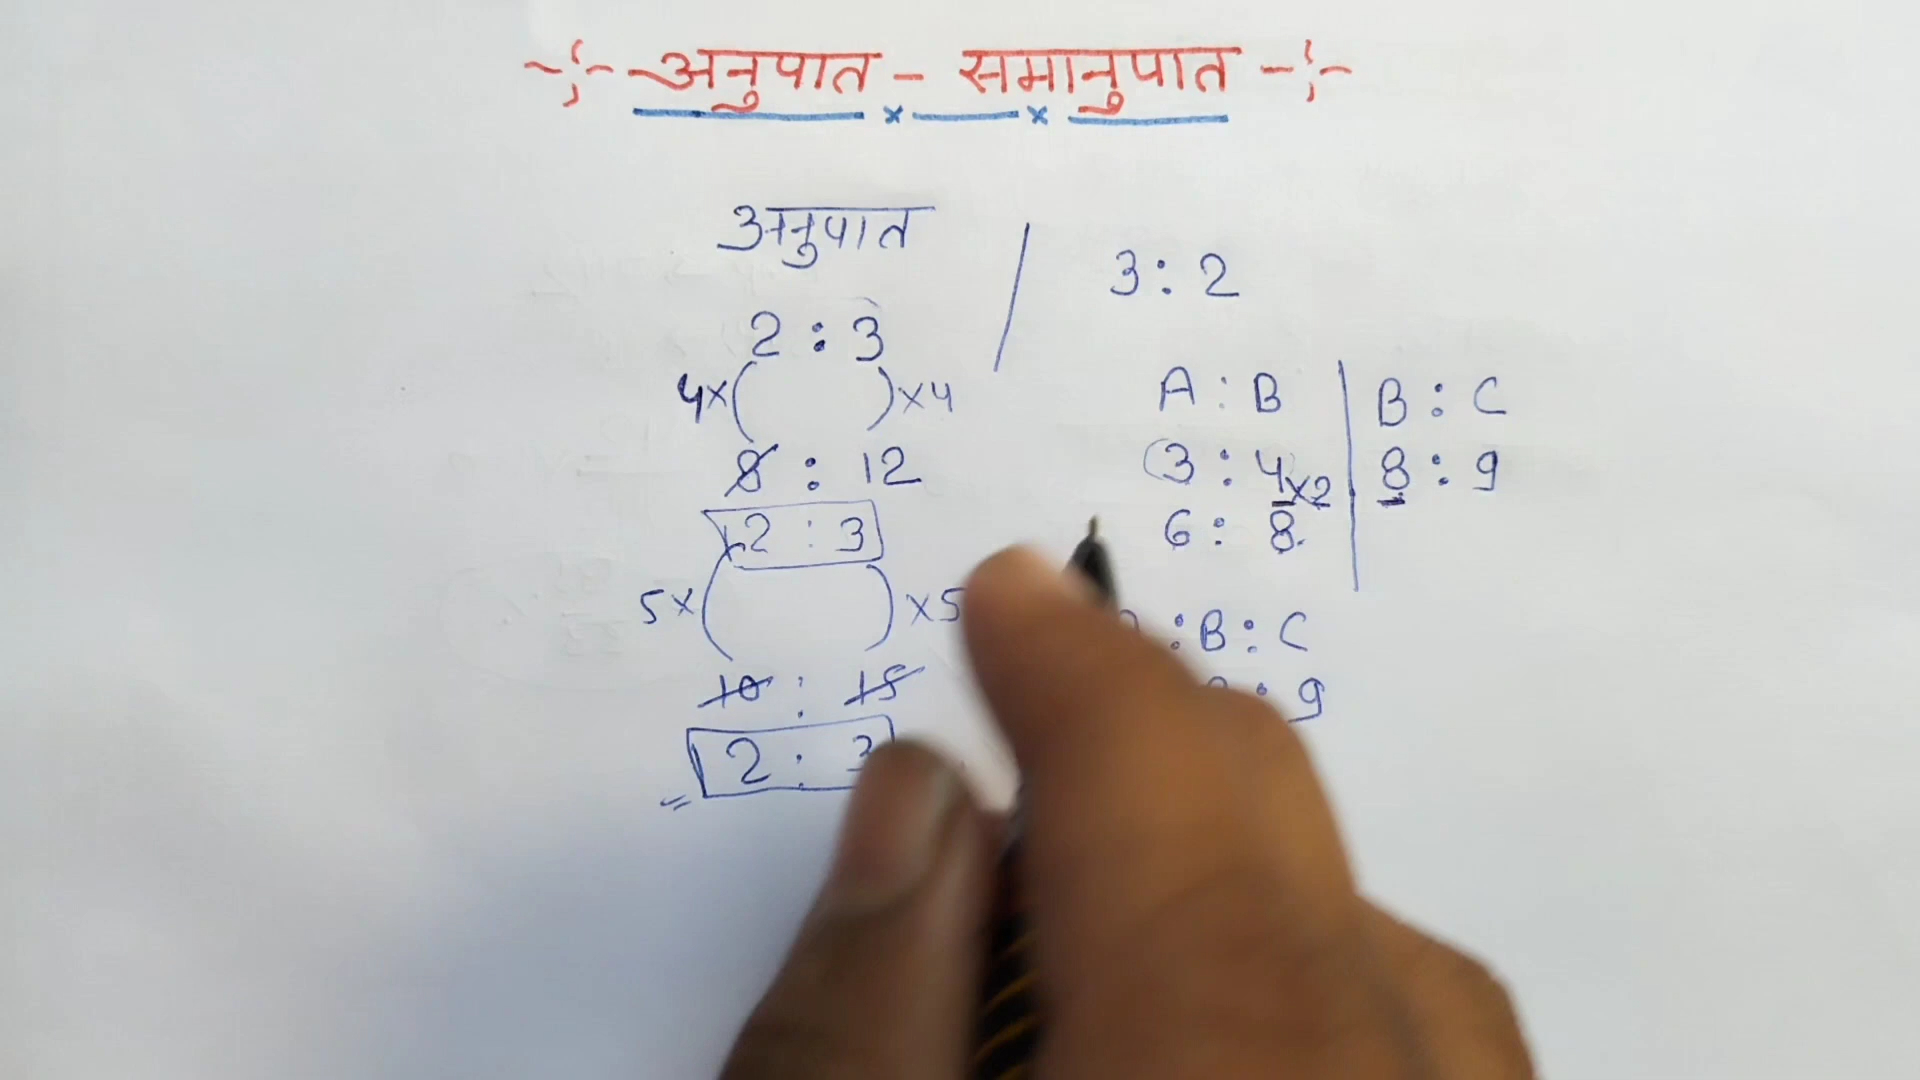 अनुपात - समानुपात
अनुपात
2 : 3
4× ×4
8 : 12
2 : 3
5× ×5
10 : 15
2 : 3
=
/ 3 : 2
A : B
3 : 4 ×2
6 : 8
B : C
8 : 9
: B : C
: 9